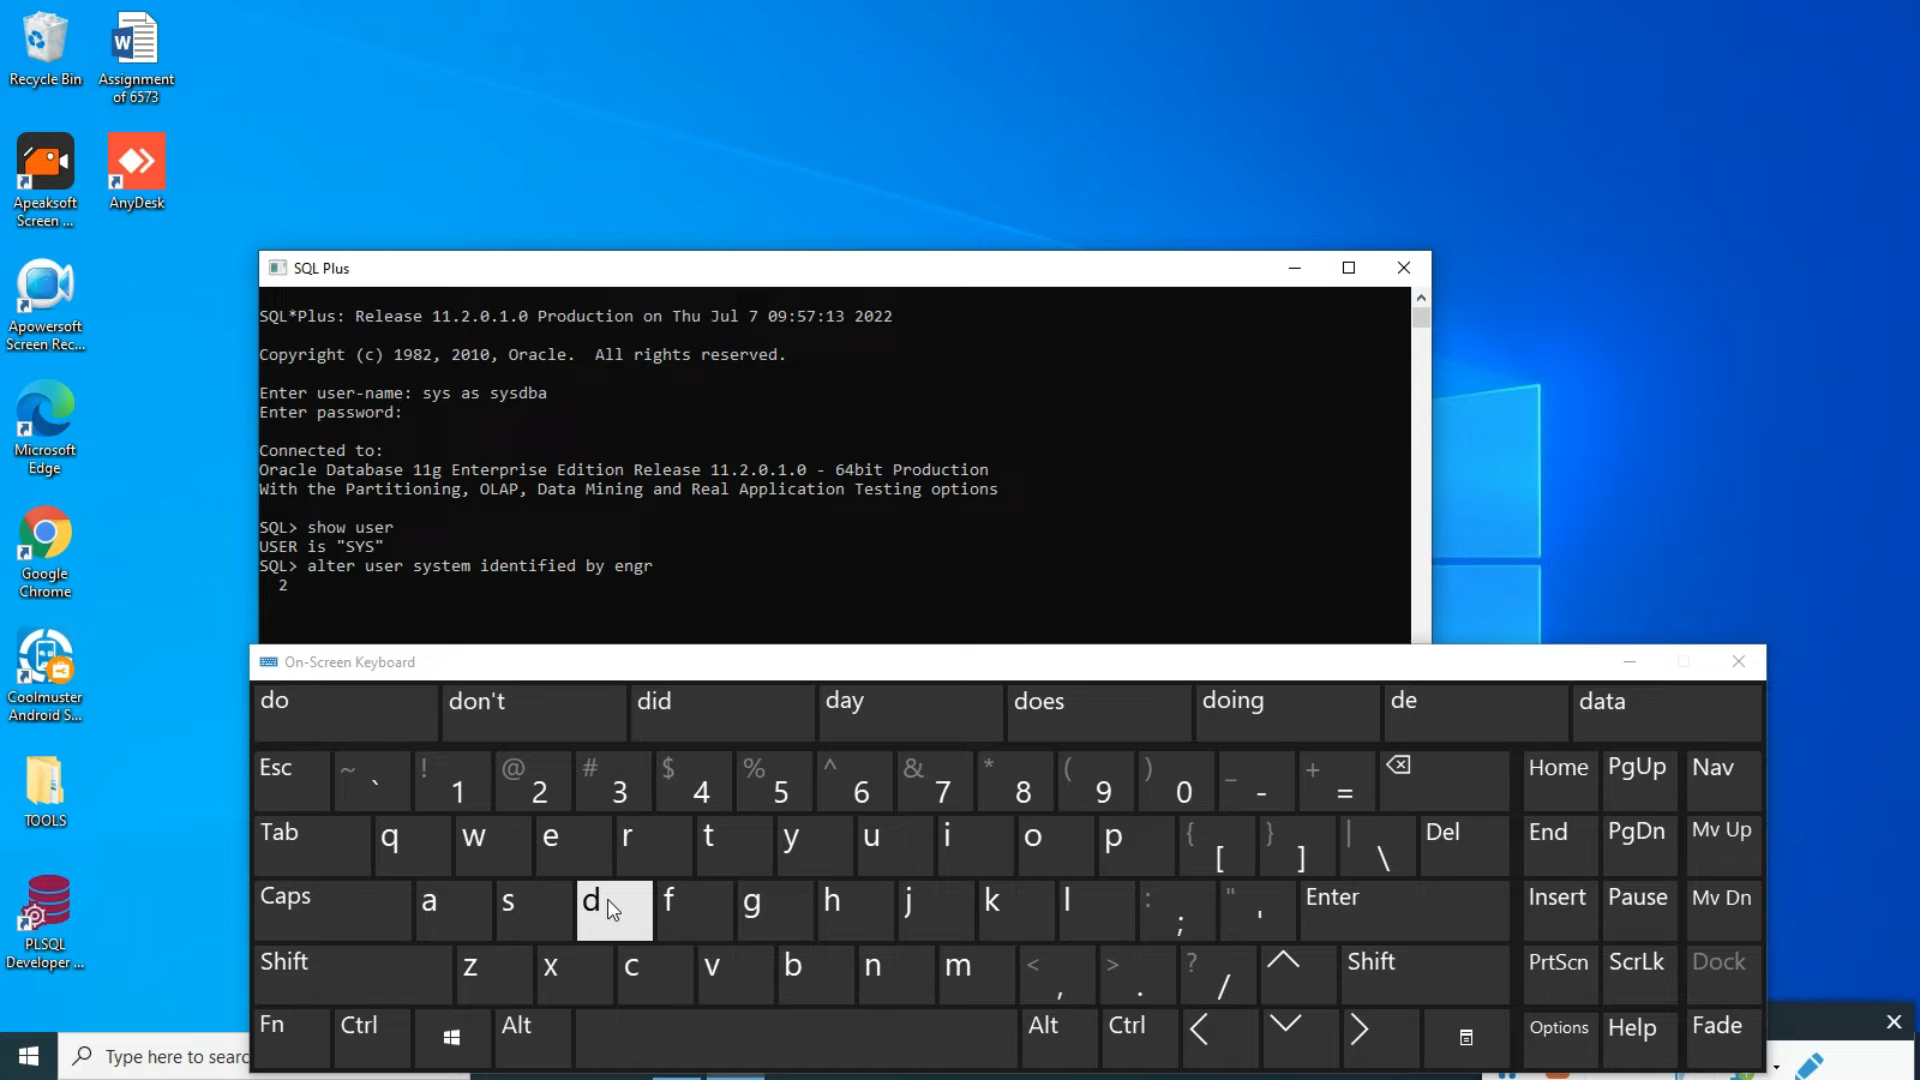 Recycle Bin
Assignment of 6573
Apeaksoft Screen ...
AnyDesk
Apowersoft Screen Rec...
Microsoft Edge
Google Chrome
Coolmuster Android S...
TOOLS
PLSQL Developer ...
SQL Plus
SQL*Plus: Release 11.2.0.1.0 Production on Thu Jul 7 09:57:13 2022
Copyright (c) 1982, 2010, Oracle.  All rights reserved.
Enter user-name: sys as sysdba
Enter password:
Connected to:
Oracle Database 11g Enterprise Edition Release 11.2.0.1.0 - 64bit Production
With the Partitioning, OLAP, Data Mining and Real Application Testing options
SQL> show user
USER is "SYS"
SQL> alter user system identified by engr
2
On-Screen Keyboard
do don't did day does doing de data
Esc ~ ` ! 1 @ 2 # 3 $ 4 % 5 ^ 6 & 7 * 8 ( 9 ) 0 _ - + = Home PgUp Nav
Tab q w e r t y u i o p { [ } ] | \ Del End PgDn Mv Up
Caps a s d f g h j k l : ; " ' Enter Insert Pause Mv Dn
Shift z x c v b n m < , > . ? / Shift PrtScn ScrLk Dock
Fn Ctrl Alt Alt Ctrl Options Help Fade
Type here to searc